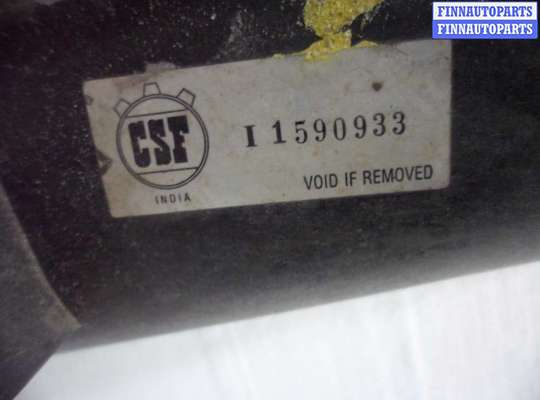 FINNAUTOPARTS
FINNAUTOPARTS
CSF
I 1590933
VOID IF REMOVED
INDIA